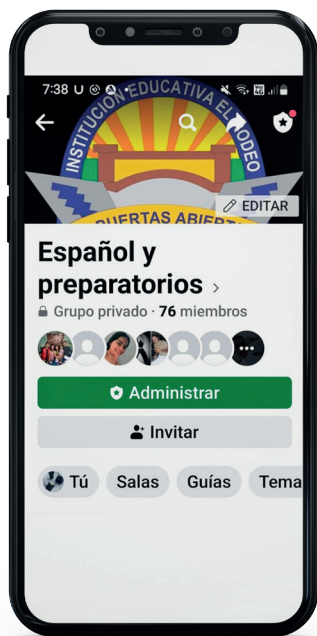 7:38 U
INSTITUCIÓN EDUCATIVA EL RODEO
PUERTAS ABIERTA
EDITAR
Español y
preparatorios >
Grupo privado · 76 miembros
Administrar
Invitar
Tú Salas Guías Tema